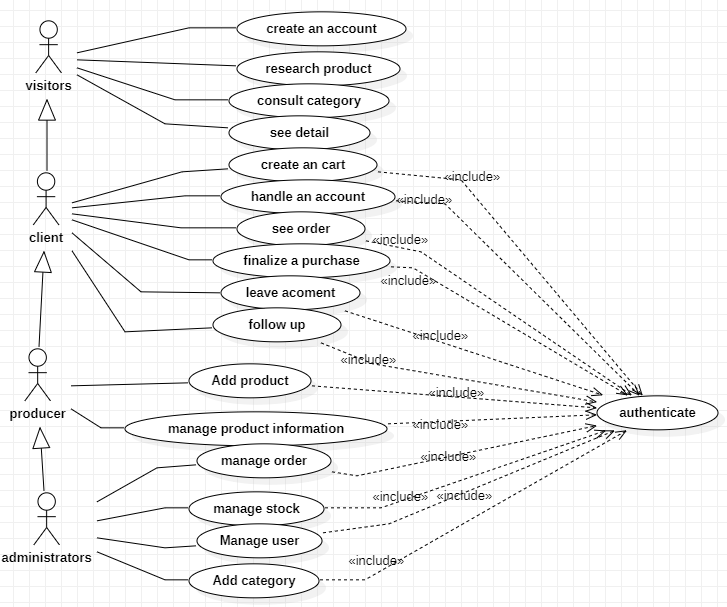 create an account
visitors
research product
consult category
see detail
create an cart
«include»
handle an account
«include»
client
see order
«include»
finalize a purchase
«include»
leave acoment
follow up
«include»
«include»
Add product
«include»
producer
authenticate
manage product information
«include»
manage order
«include»
manage stock
«include»
«include»
Manage user
administrators
«include»
Add category